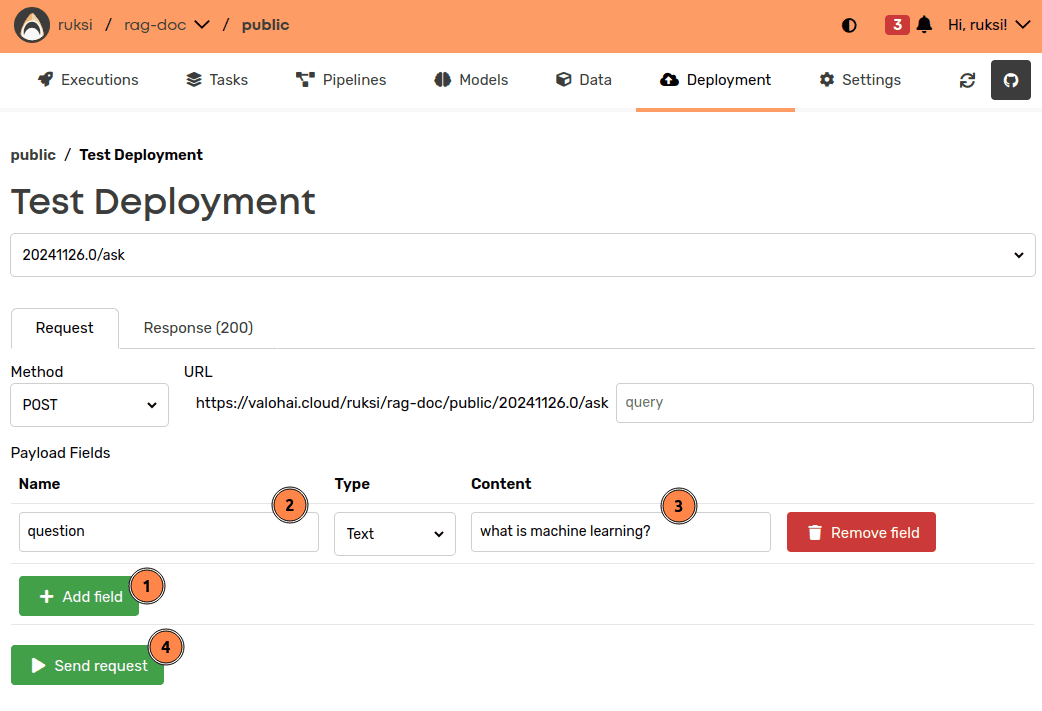 ruksi / rag-doc / public 3 Hi, ruksi!
Executions Tasks Pipelines Models Data Deployment Settings
public / Test Deployment
Test Deployment
20241126.0/ask
Request Response (200)
Method URL
POST https://valohai.cloud/ruksi/rag-doc/public/20241126.0/ask query
Payload Fields
Name Type Content
2 3
question Text what is machine learning? Remove field
1
Add field
4
Send request